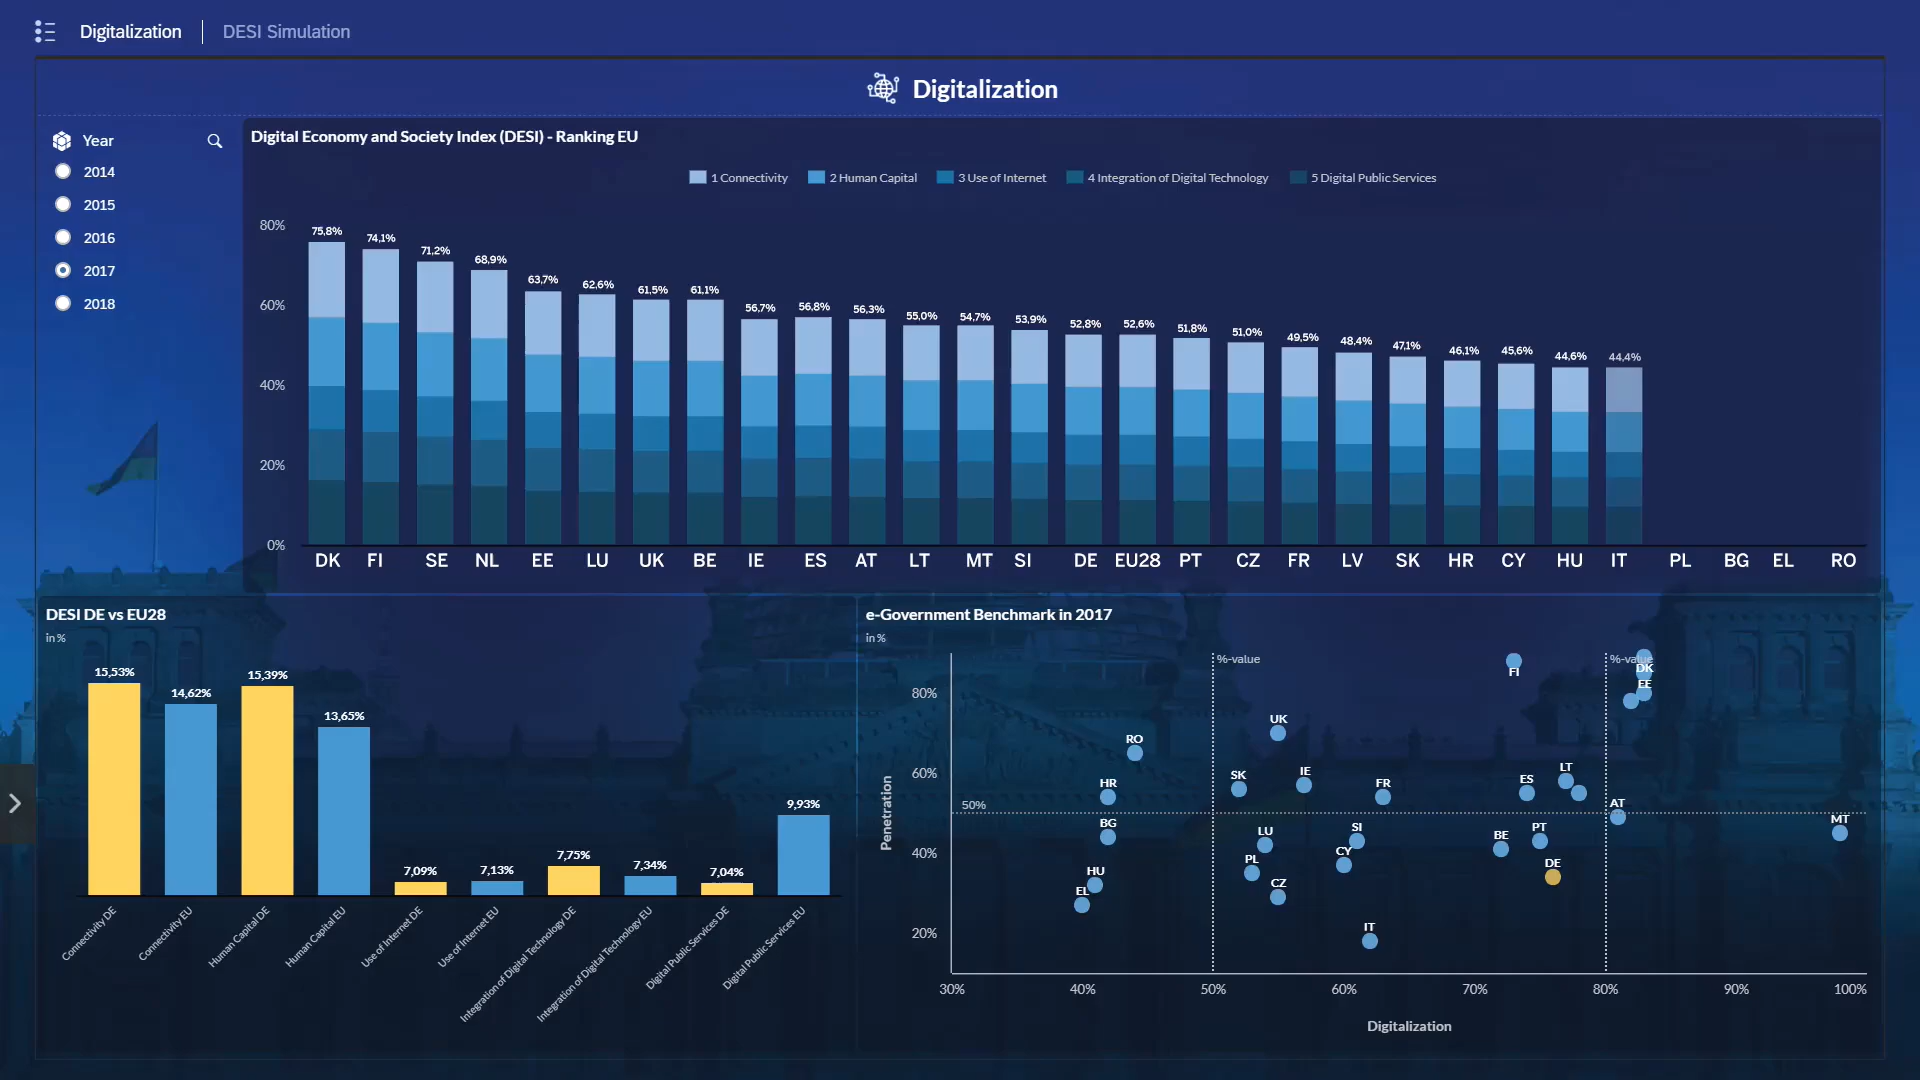 Digitalization
DESI Simulation
Digitalization
Year
2014
2015
2016
2017
2018
Digital Economy and Society Index (DESI) - Ranking EU
1 Connectivity
2 Human Capital
3 Use of Internet
4 Integration of Digital Technology
5 Digital Public Services
80%
60%
40%
20%
0%
75,8%
74,1%
71,2%
68,9%
63,7%
62,6%
61,5%
61,1%
56,7%
56,8%
56,3%
55,0%
54,7%
53,9%
52,8%
52,6%
51,8%
51,0%
49,5%
48,4%
47,1%
46,1%
45,6%
44,6%
44,4%
DK
FI
SE
NL
EE
LU
UK
BE
IE
ES
AT
LT
MT
SI
DE
EU28
PT
CZ
FR
LV
SK
HR
CY
HU
IT
PL
BG
EL
RO
DESI DE vs EU28
in %
15,53%
14,62%
15,39%
13,65%
7,09%
7,13%
7,75%
7,34%
7,04%
9,93%
Connectivity DE
Connectivity EU
Human Capital DE
Human Capital EU
Use of Internet DE
Use of Internet EU
Integration of Digital Technology DE
Integration of Digital Technology EU
Digital Public Services DE
Digital Public Services EU
e-Government Benchmark in 2017
in %
Penetration
80%
60%
40%
20%
%-value
%-value
50%
FI
DK
EE
UK
RO
SK
IE
HR
FR
ES
LT
AT
MT
BG
LU
SI
BE
PT
CY
PL
DE
HU
CZ
EL
IT
30%
40%
50%
60%
70%
80%
90%
100%
Digitalization